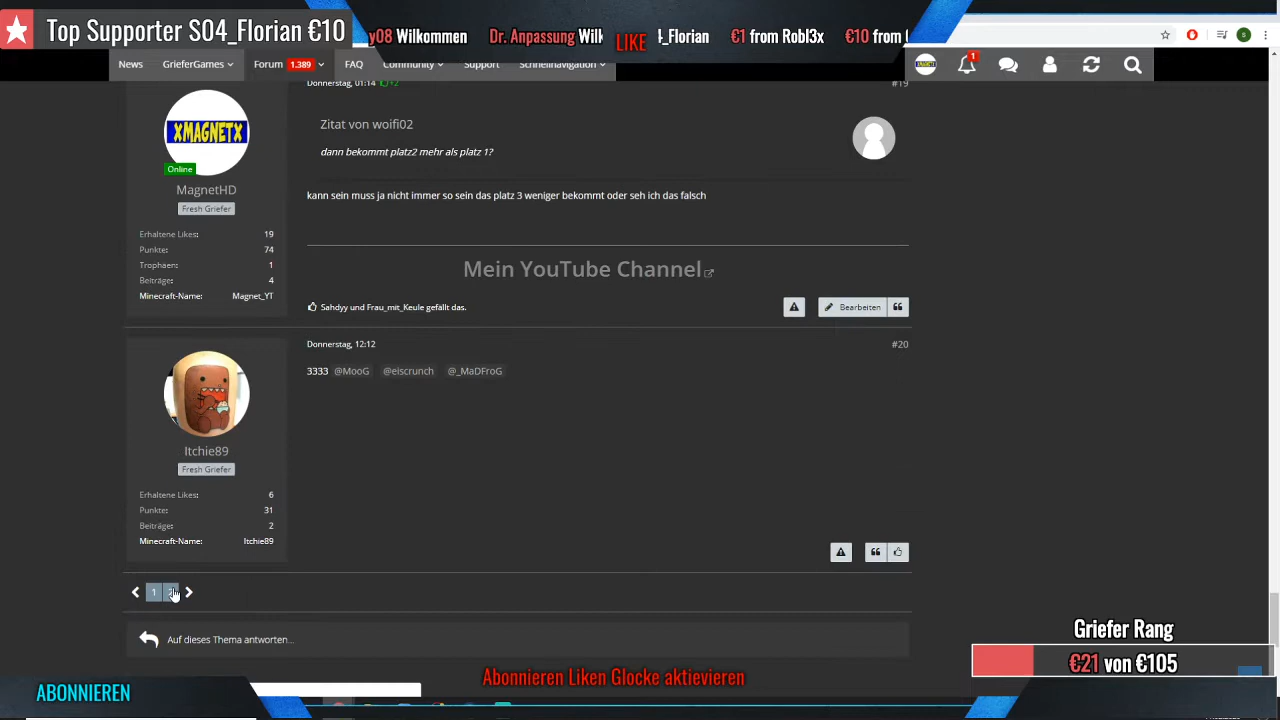 Top Supporter S04_Florian €10
y08 Wilkommen
Dr. Anpassung Wilk
LIKE
_Florian
€1 from Robl3x
€10 from
News
GrieferGames
Forum 1.389
FAQ
Community
Support
Schnellnavigation
1
S
Donnerstag, 01:14
+2
#19
XMAGNETX
Online
MagnetHD
Fresh Griefer
Erhaltene Likes: 19
Punkte: 74
Trophäen: 1
Beiträge: 4
Minecraft-Name: Magnet_YT
Zitat von woifi02
dann bekommt platz2 mehr als platz 1?
kann sein muss ja nicht immer so sein das platz 3 weniger bekommt oder seh ich das falsch
Mein YouTube Channel
Sahdyy und Frau_mit_Keule gefällt das.
Bearbeiten
Donnerstag, 12:12
#20
3333 @MooG @eiscrunch @_MaDFroG
Itchie89
Fresh Griefer
Erhaltene Likes: 6
Punkte: 31
Beiträge: 2
Minecraft-Name: Itchie89
1
Auf dieses Thema antworten...
Griefer Rang
€21 von €105
Abonnieren Liken Glocke aktievieren
ABONNIEREN